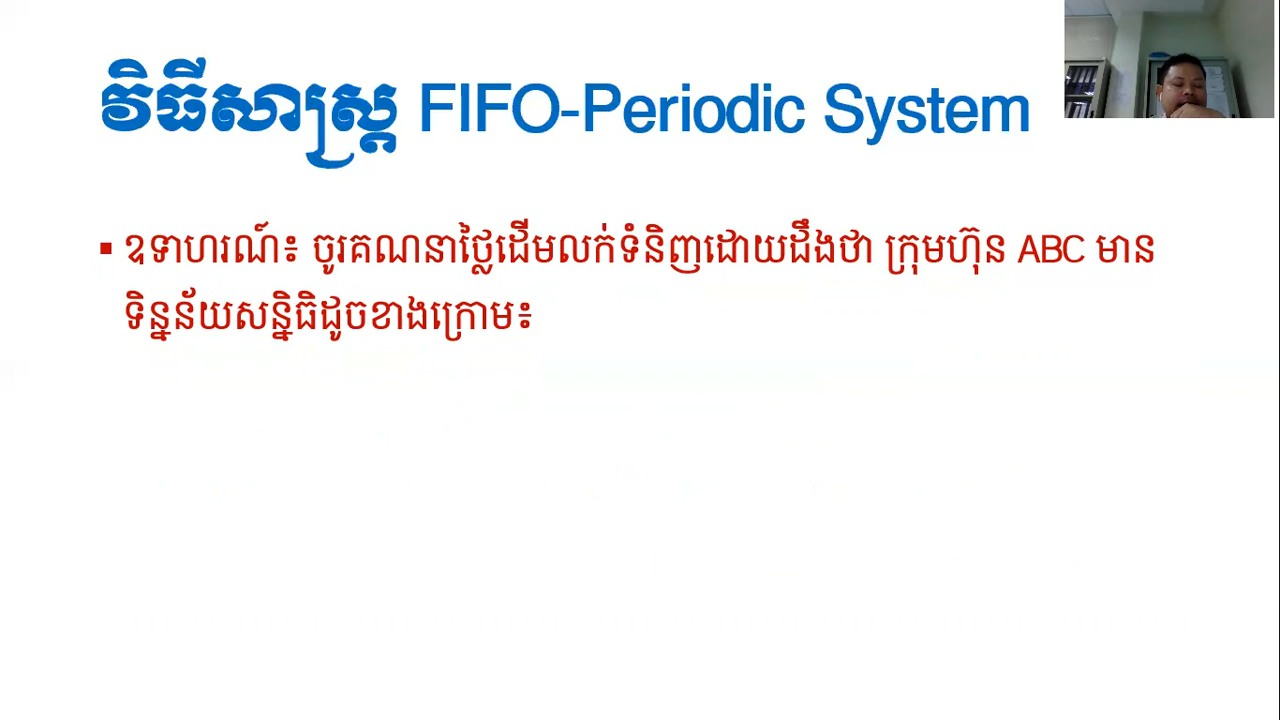 វិធីសាស្ត្រ FIFO-Periodic System
▪ ឧទាហរណ៍៖ ចូរគណនាថ្លៃដើមលក់ទំនិញដោយដឹងថា ក្រុមហ៊ុន ABC មាន
ទិន្នន័យសន្និធិដូចខាងក្រោម៖